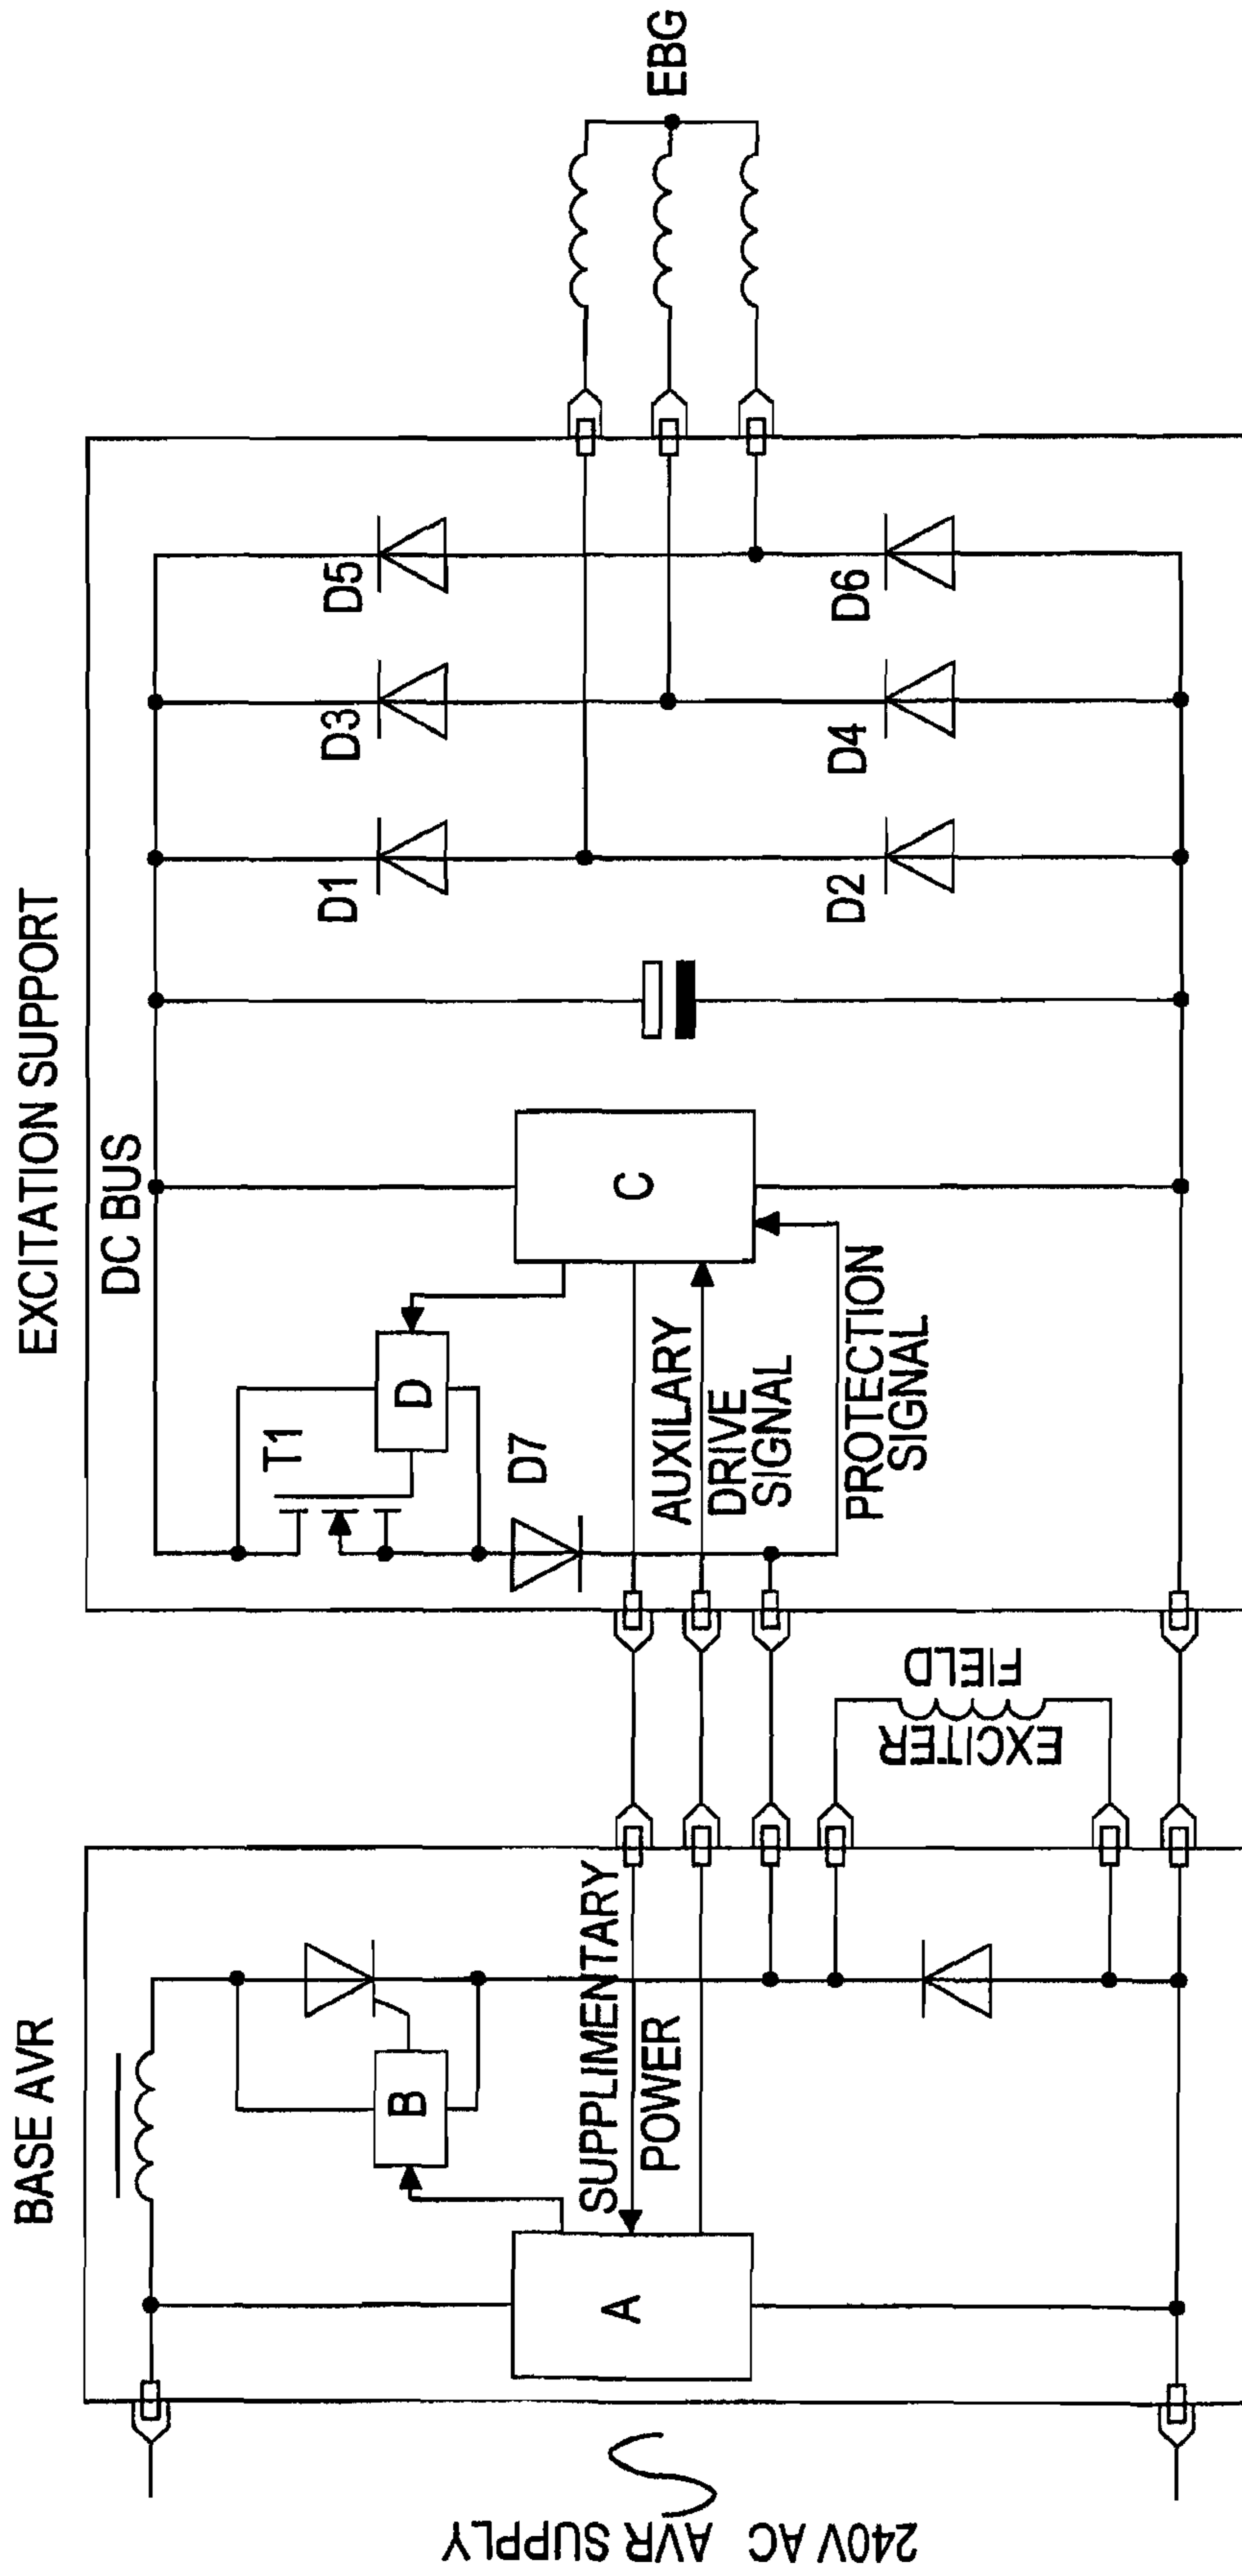 EXCITATION SUPPORT
BASE AVR
DC BUS
T1
D
D7
C
AUXILARY
DRIVE
SIGNAL
PROTECTION
SIGNAL
D1
D3
D5
D2
D4
D6
EBG
B
SUPPLIMENTARY
POWER
A
EXCITER
FIELD
240V AC AVR SUPPLY